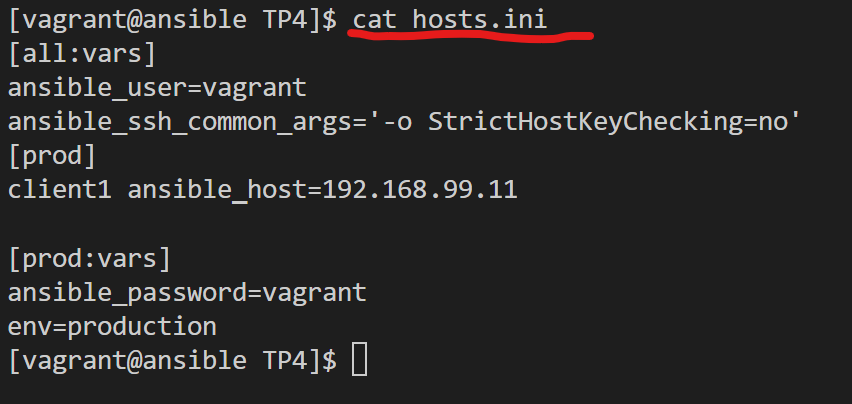 [vagrant@ansible TP4]$ cat hosts.ini
[all:vars]
ansible_user=vagrant
ansible_ssh_common_args='-o StrictHostKeyChecking=no'
[prod]
client1 ansible_host=192.168.99.11
[prod:vars]
ansible_password=vagrant
env=production
[vagrant@ansible TP4]$